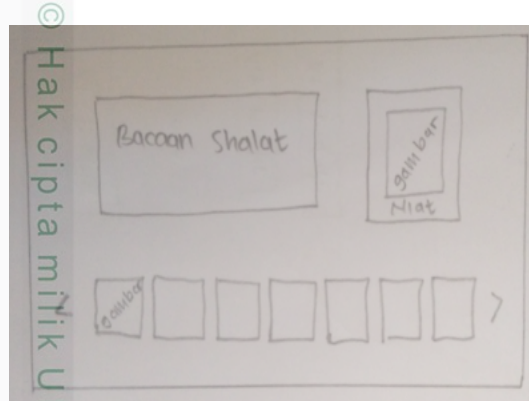 © Hak cipta milik U
Bacaan Shalat
gambar
Niat
gambar
< >